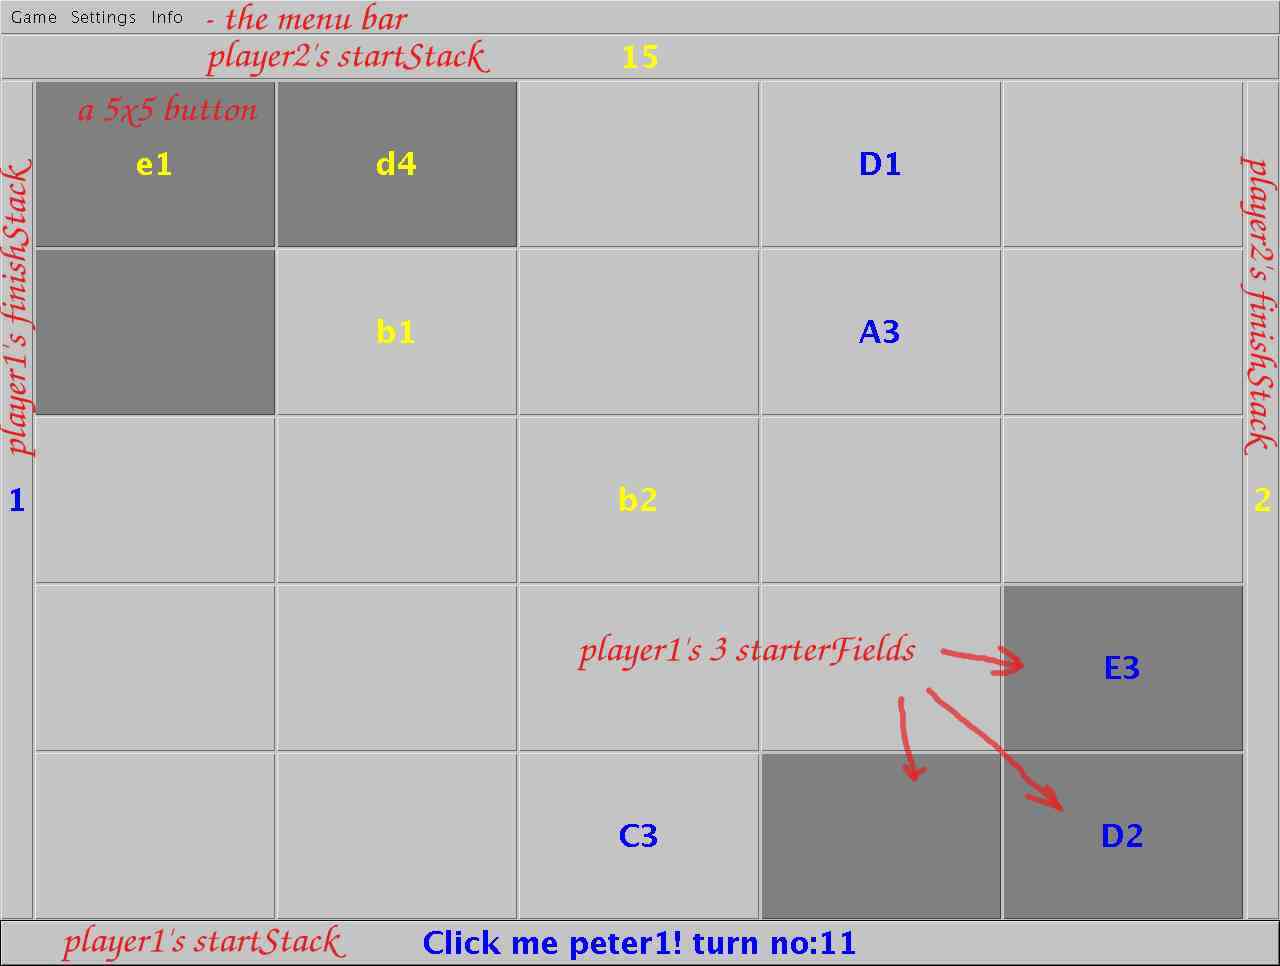 Game Settings Info - the menu bar
player2's startStack 15
a 5x5 button
e1 d4 D1
player1's finishStack
player2's finishStack
b1 A3
1 b2 2
player1's 3 starterFields
E3
C3 D2
player1's startStack Click me peter1! turn no:11